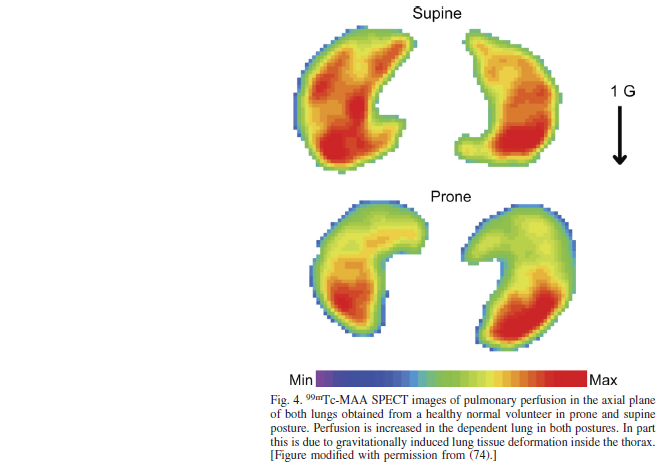 Supine
1 G
Prone
Min Max
Fig. 4. ⁹⁹ᵐTc-MAA SPECT images of pulmonary perfusion in the axial plane
of both lungs obtained from a healthy normal volunteer in prone and supine
posture. Perfusion is increased in the dependent lung in both postures. In part
this is due to gravitationally induced lung tissue deformation inside the thorax.
[Figure modified with permission from (74).]